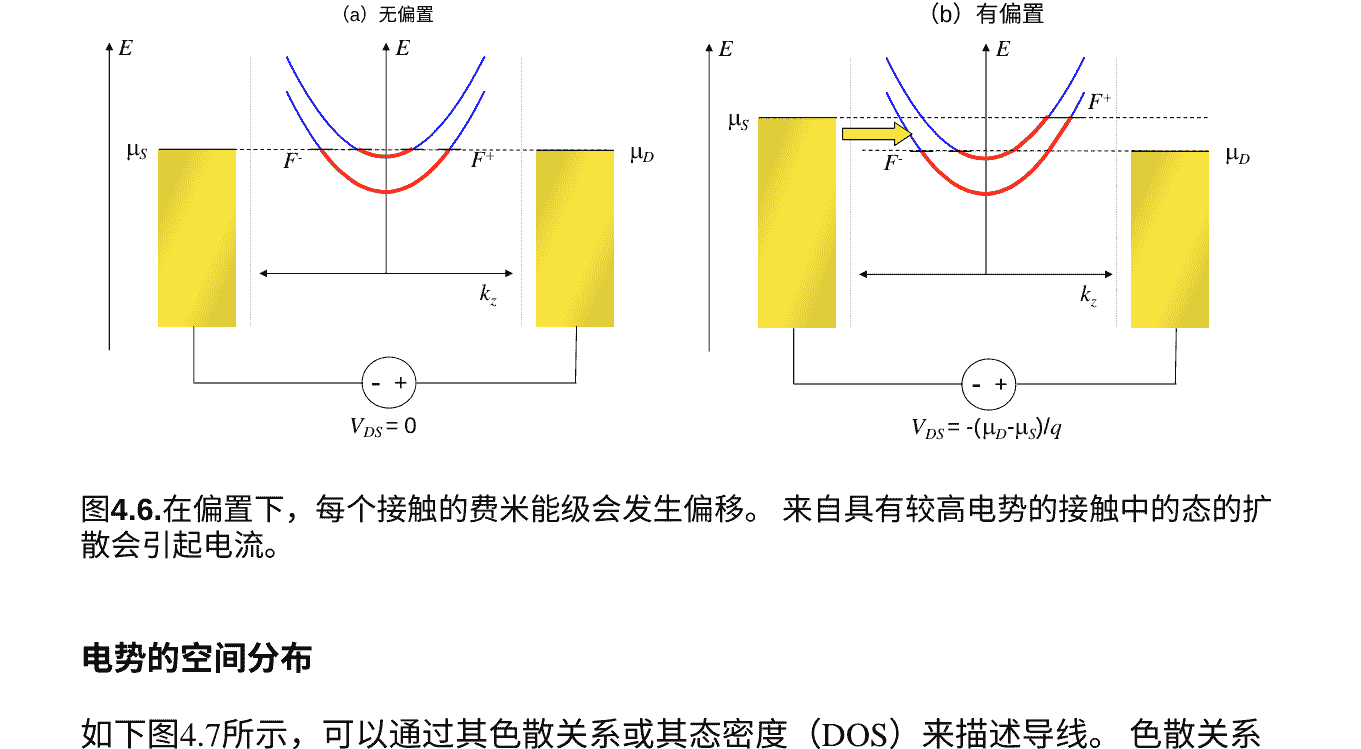 （a）无偏置
（b）有偏置
E
E
E
E
μS
F-
F+
μD
μS
F-
F+
μD
kz
kz
- +
- +
VDS = 0
VDS = -(μD-μS)/q
图4.6.在偏置下，每个接触的费米能级会发生偏移。 来自具有较高电势的接触中的态的扩
散会引起电流。
电势的空间分布
如下图4.7所示，可以通过其色散关系或其态密度（DOS）来描述导线。 色散关系